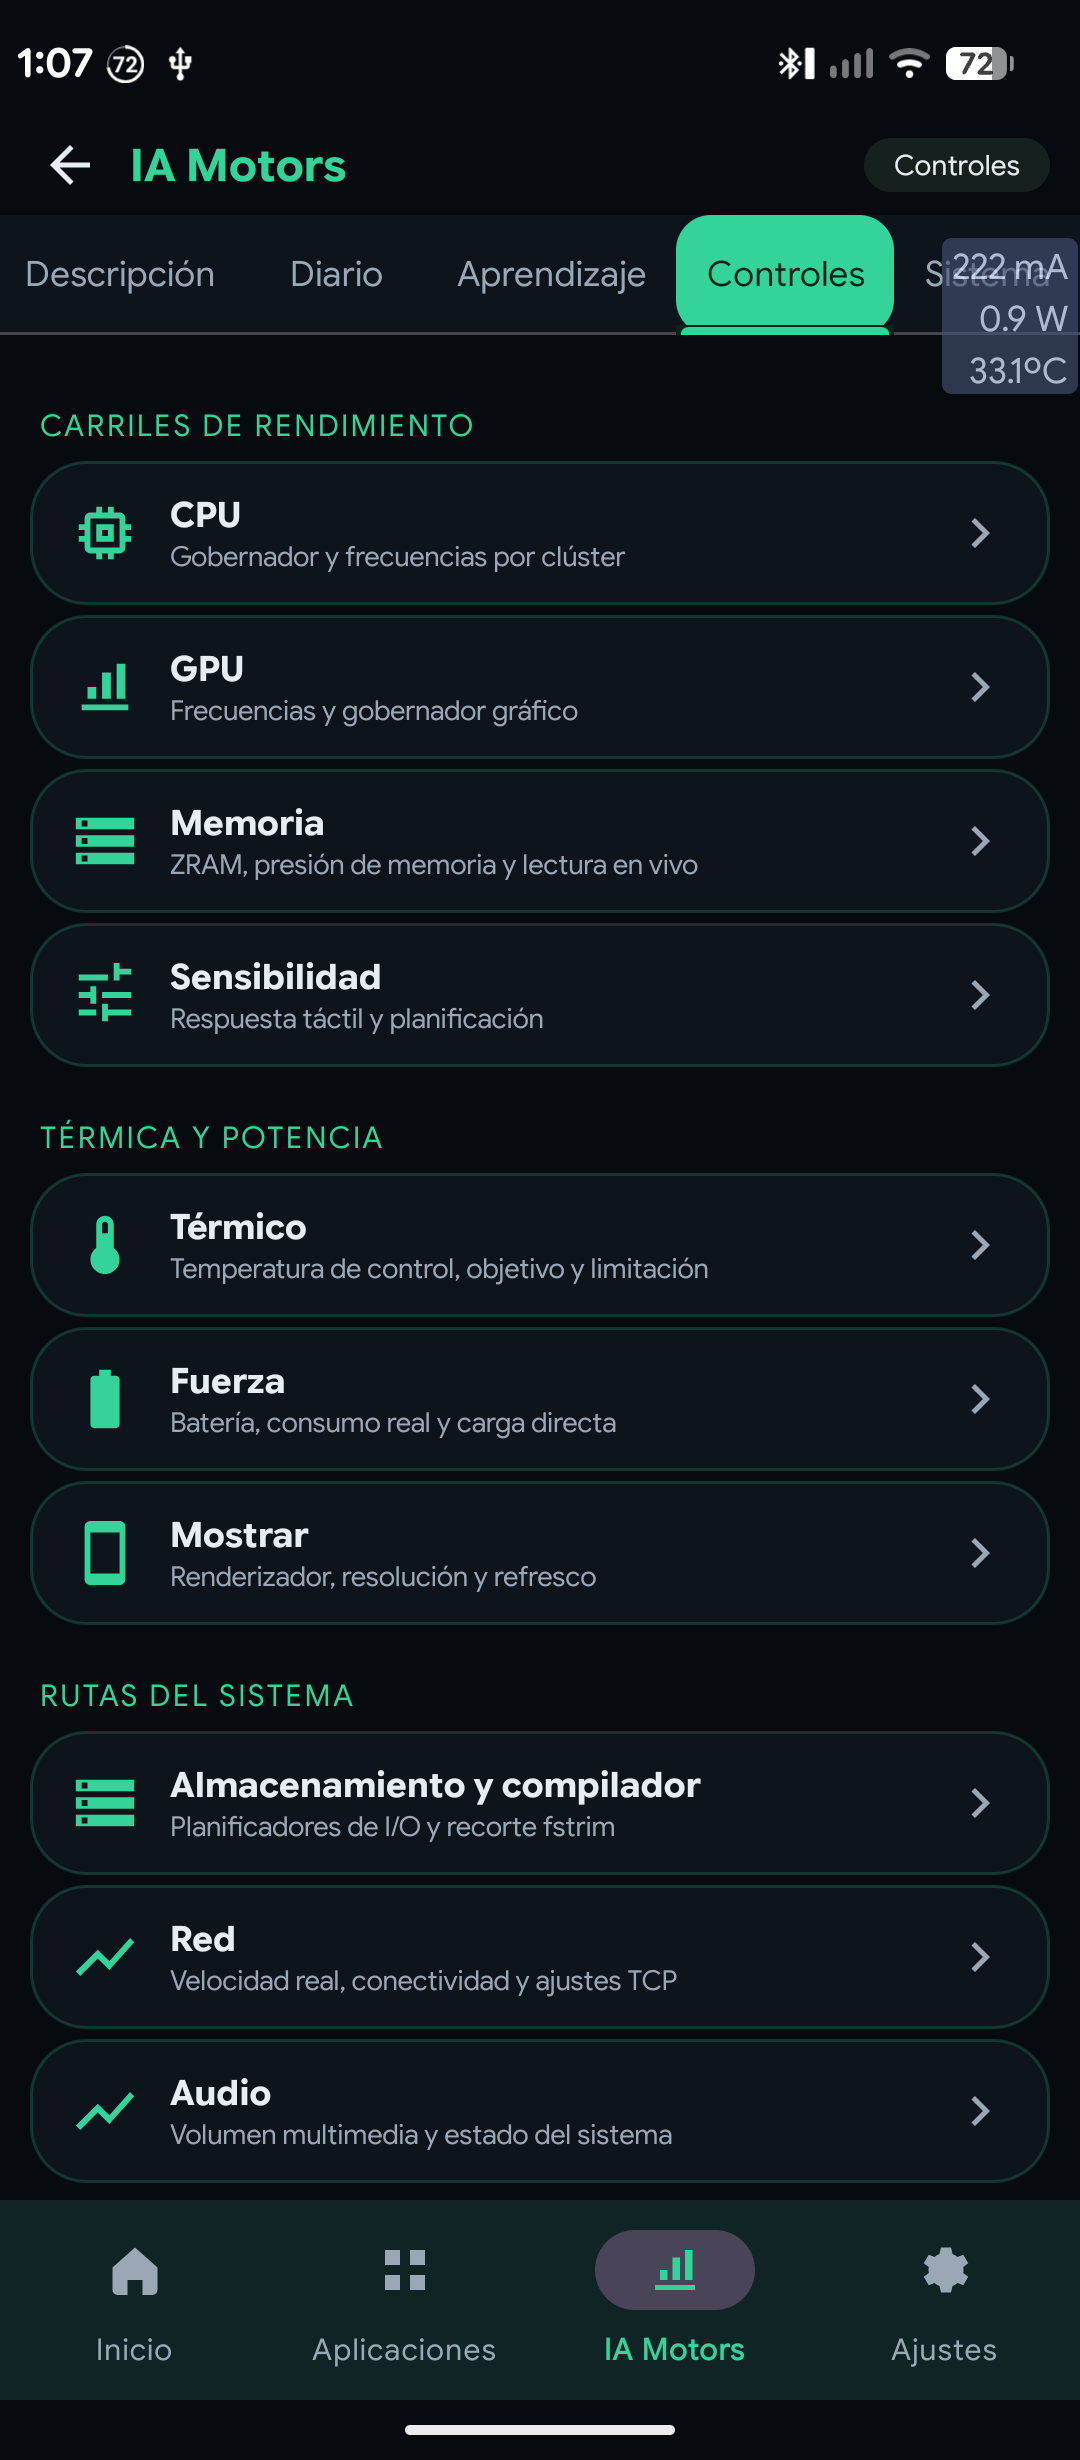 1:07 72 72
IA Motors Controles
Descripción Diario Aprendizaje Controles Sistema
222 mA
0.9 W
33.1ºC
CARRILES DE RENDIMIENTO
CPU
Gobernador y frecuencias por clúster
GPU
Frecuencias y gobernador gráfico
Memoria
ZRAM, presión de memoria y lectura en vivo
Sensibilidad
Respuesta táctil y planificación
TÉRMICA Y POTENCIA
Térmico
Temperatura de control, objetivo y limitación
Fuerza
Batería, consumo real y carga directa
Mostrar
Renderizador, resolución y refresco
RUTAS DEL SISTEMA
Almacenamiento y compilador
Planificadores de I/O y recorte fstrim
Red
Velocidad real, conectividad y ajustes TCP
Audio
Volumen multimedia y estado del sistema
Inicio Aplicaciones IA Motors Ajustes